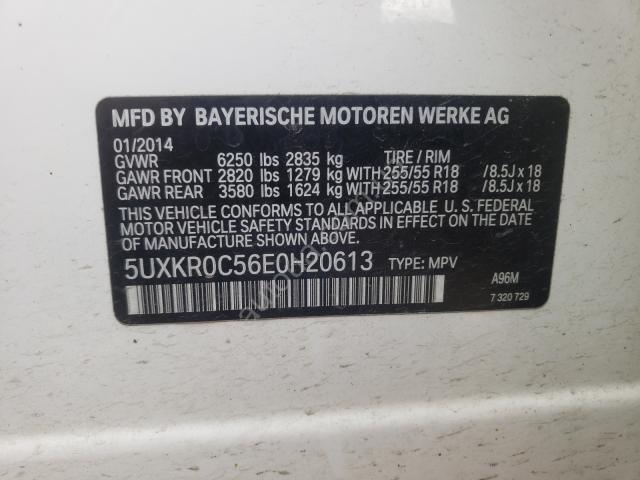 MFD BY BAYERISCHE MOTOREN WERKE AG
01/2014
GVWR 6250 lbs 2835 kg TIRE / RIM
GAWR FRONT 2820 lbs 1279 kg WITH 255/55 R18 / 8.5J x 18
GAWR REAR 3580 lbs 1624 kg WITH 255/55 R18 / 8.5J x 18
THIS VEHICLE CONFORMS TO ALL APPLICABLE U. S. FEDERAL
MOTOR VEHICLE SAFETY STANDARDS IN EFFECT ON THE DATE
OF MANUFACTURE SHOWN ABOVE.
5UXKR0C56E0H20613 TYPE: MPV
A96M
7 320 729